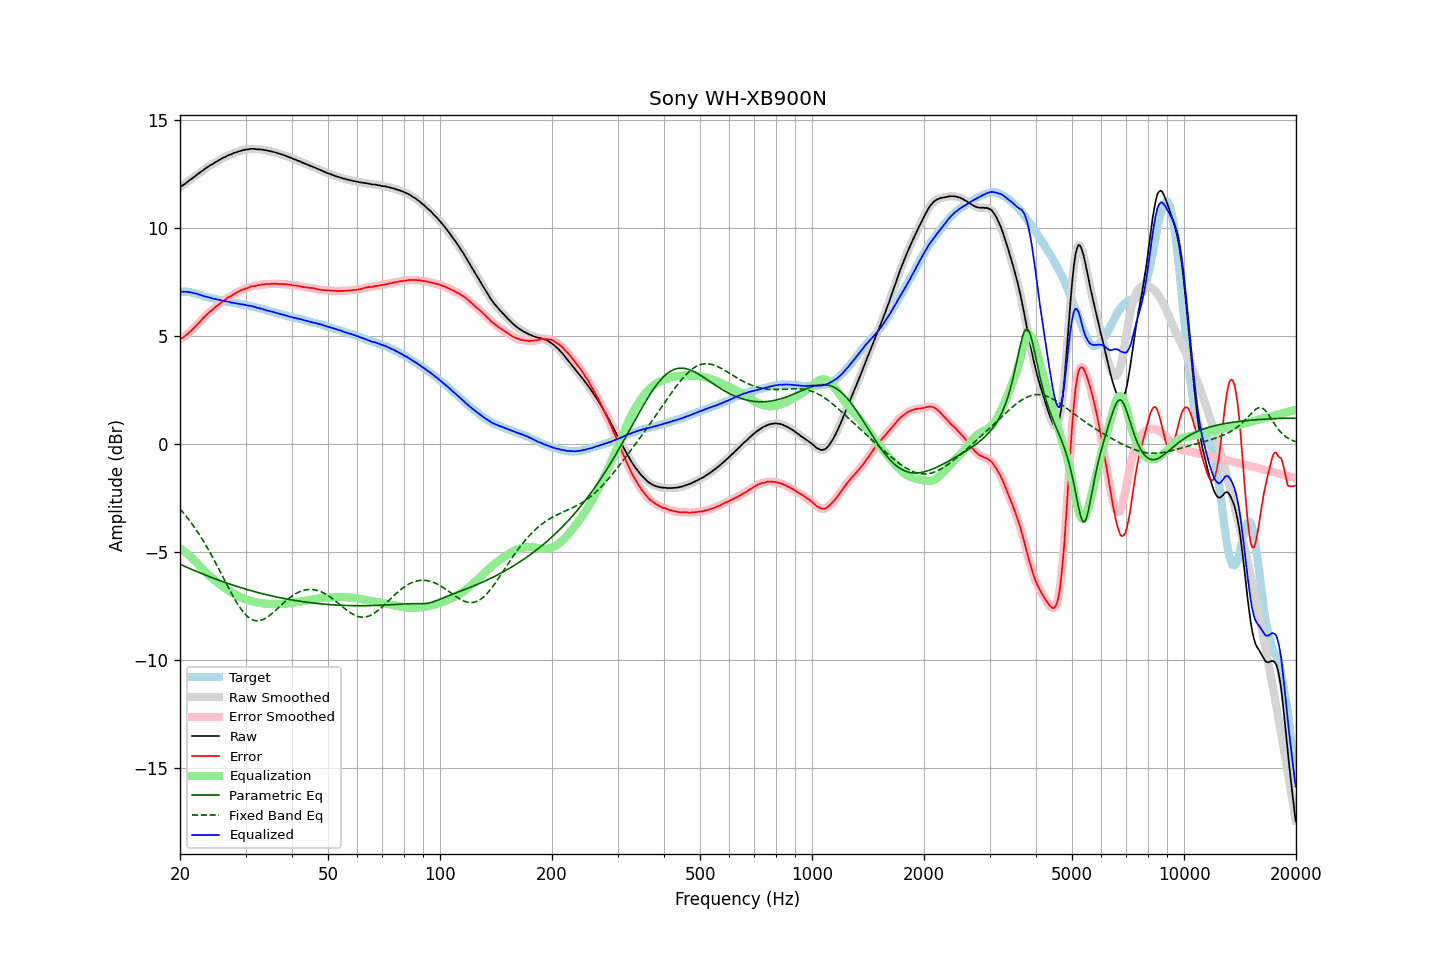 Sony WH-XB900N
Amplitude (dBr)
15
10
5
0
−5
−10
−15
Target
Raw Smoothed
Error Smoothed
Raw
Error
Equalization
Parametric Eq
Fixed Band Eq
Equalized
20 50 100 200 500 1000 2000 5000 10000 20000
Frequency (Hz)